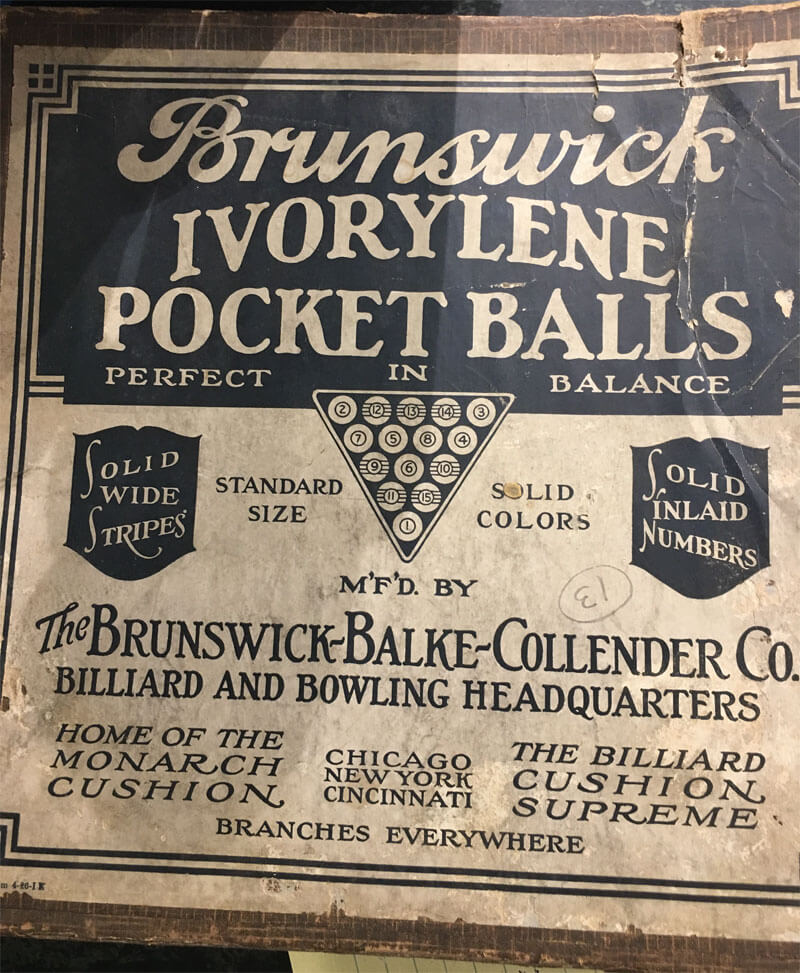 Brunswick
IVORYLENE
POCKET BALLS
PERFECT IN BALANCE
2 12 13 14 3
7 5 8 4
9 6 10
11 15
1
SOLID
WIDE
STRIPES
STANDARD
SIZE
SOLID
COLORS
SOLID
INLAID
NUMBERS
M'F'D. BY
13
The BRUNSWICK-BALKE-COLLENDER CO.
BILLIARD AND BOWLING HEADQUARTERS
HOME OF THE
MONARCH
CUSHION
CHICAGO
NEW YORK
CINCINNATI
THE BILLIARD
CUSHION
SUPREME
BRANCHES EVERYWHERE